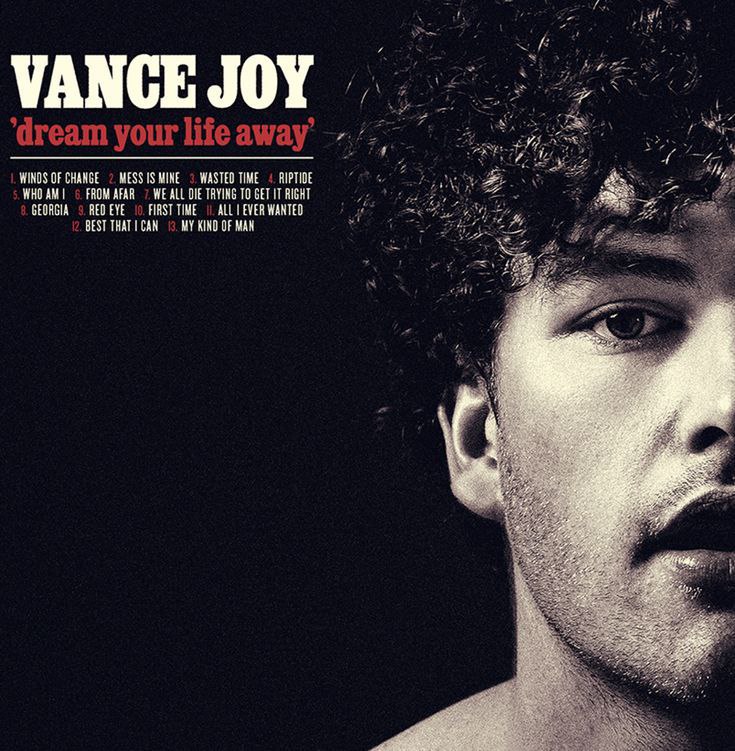 VANCE JOY
'dream your life away'
1. WINDS OF CHANGE 2. MESS IS MINE 3. WASTED TIME 4. RIPTIDE
5. WHO AM I 6. FROM AFAR 7. WE ALL DIE TRYING TO GET IT RIGHT
8. GEORGIA 9. RED EYE 10. FIRST TIME 11. ALL I EVER WANTED
12. BEST THAT I CAN 13. MY KIND OF MAN